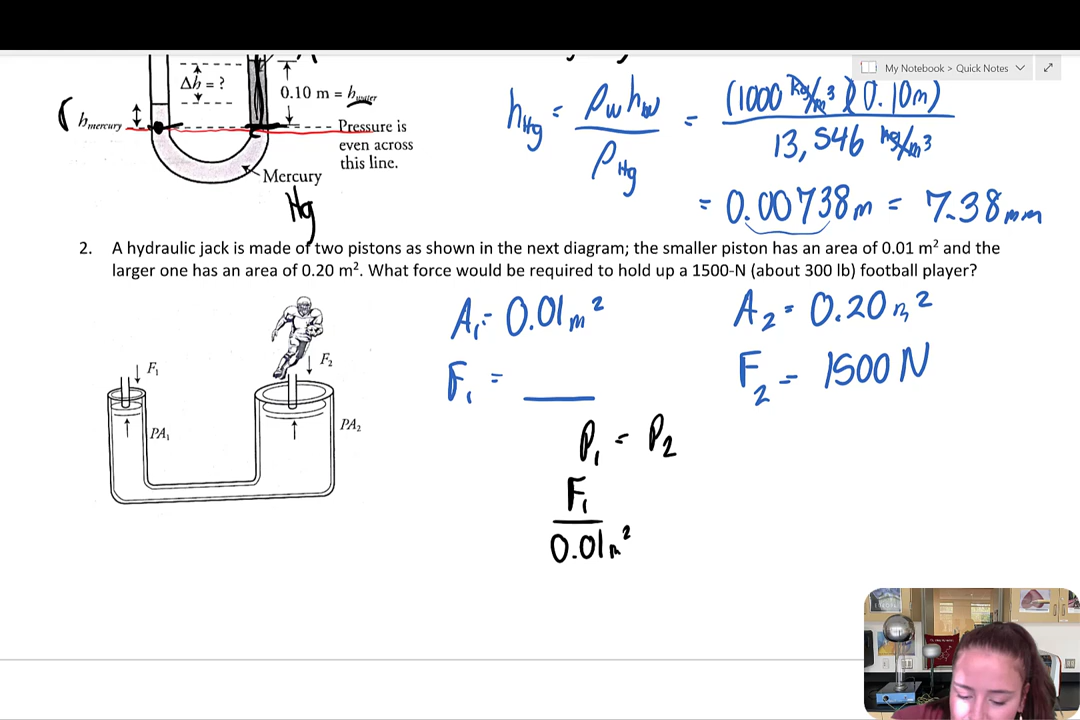 My Notebook > Quick Notes
Δh = ?
0.10 m = h water
h mercury
Pressure is
even across
this line.
Mercury
Hg
h_Hg = ρ_w h_w / ρ_Hg = (1000 kg/m³)(0.10m) / 13,546 kg/m³
= 0.00738m = 7.38mm
2. A hydraulic jack is made of two pistons as shown in the next diagram; the smaller piston has an area of 0.01 m² and the
larger one has an area of 0.20 m². What force would be required to hold up a 1500-N (about 300 lb) football player?
A₁ = 0.01 m²
A₂ = 0.20 m²
F₁ = ____
F₂ = 1500 N
F₁
F₂
PA₁
PA₂
P₁ = P₂
F₁
0.01 m²